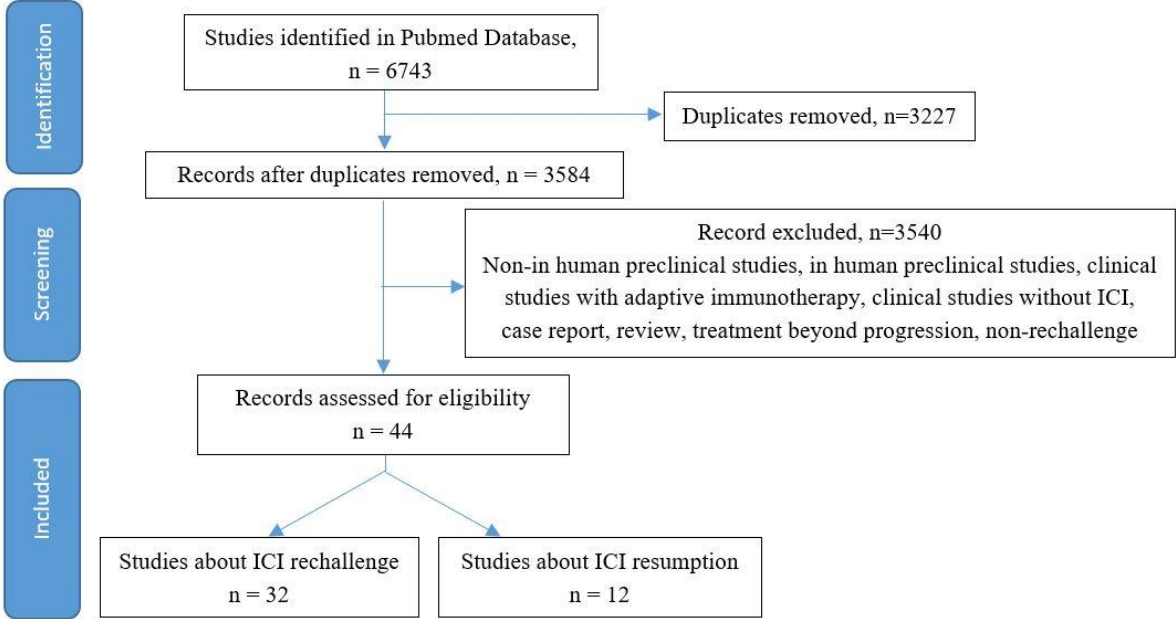 Identification
Studies identified in Pubmed Database,
n = 6743
Duplicates removed, n=3227
Records after duplicates removed, n = 3584
Screening
Record excluded, n=3540
Non-in human preclinical studies, in human preclinical studies, clinical
studies with adaptive immunotherapy, clinical studies without ICI,
case report, review, treatment beyond progression, non-rechallenge
Included
Records assessed for eligibility
n = 44
Studies about ICI rechallenge
n = 32
Studies about ICI resumption
n = 12